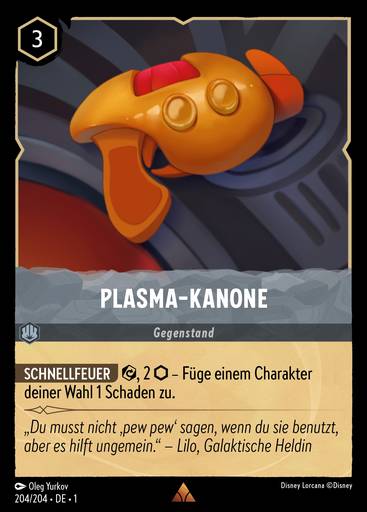 3
PLASMA-KANONE
Gegenstand
SCHNELLFEUER , 2 – Füge einem Charakter
deiner Wahl 1 Schaden zu.
„Du musst nicht ‚pew pew‘ sagen, wenn du sie benutzt,
aber es hilft ungemein.“ – Lilo, Galaktische Heldin
Oleg Yurkov
Disney Lorcana ©Disney
204/204 • DE • 1